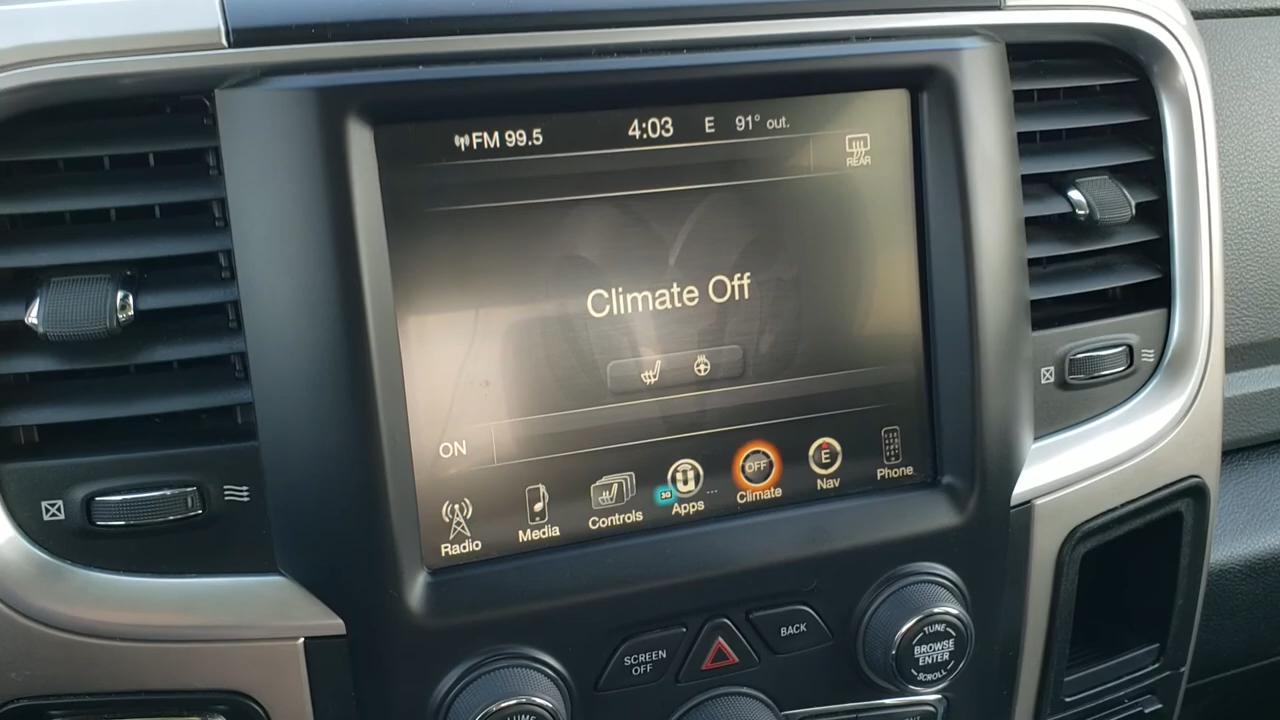 FM 99.5
4:03
E
91° out.
REAR
Climate Off
ON
Radio
Media
Controls
3G
Apps
OFF
Climate
E
Nav
Phone
SCREEN
OFF
BACK
TUNE
BROWSE
ENTER
SCROLL